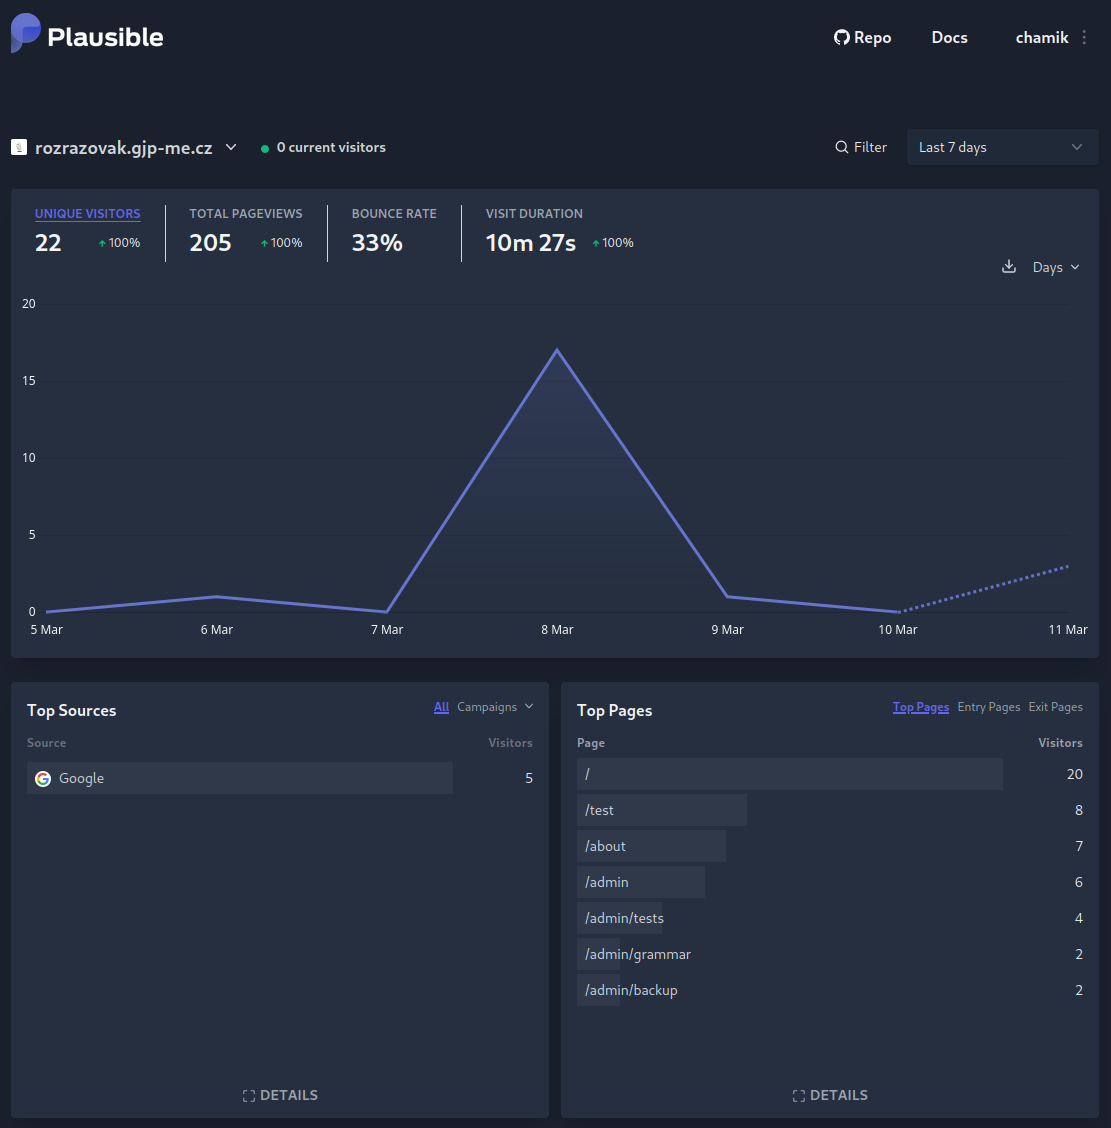 Plausible
Repo Docs chamik
rozrazovak.gjp-me.cz 0 current visitors Filter Last 7 days
UNIQUE VISITORS TOTAL PAGEVIEWS BOUNCE RATE VISIT DURATION
22 100% 205 100% 33% 10m 27s 100%
Days
20
15
10
5
0
5 Mar 6 Mar 7 Mar 8 Mar 9 Mar 10 Mar 11 Mar
Top Sources All Campaigns
Source Visitors
Google 5
DETAILS
Top Pages Top Pages Entry Pages Exit Pages
Page Visitors
/ 20
/test 8
/about 7
/admin 6
/admin/tests 4
/admin/grammar 2
/admin/backup 2
DETAILS